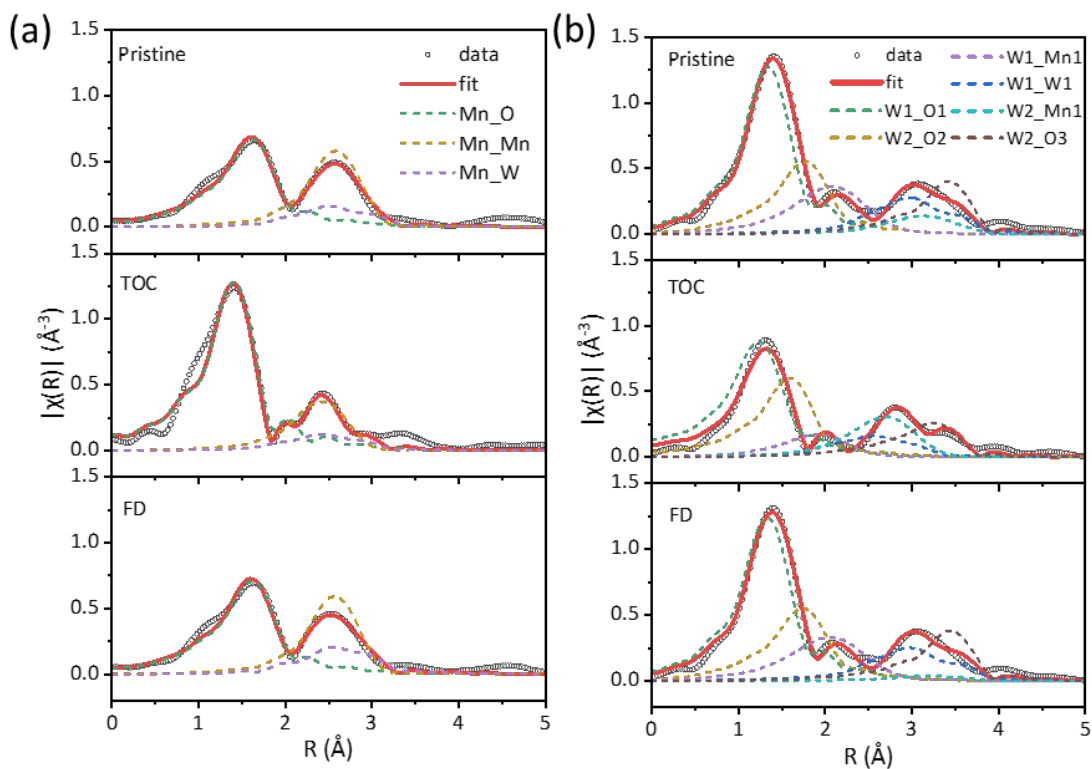 (a)
1.5
Pristine
data
fit
Mn_O
Mn_Mn
Mn_W
1.0
0.5
0.0
1.5
TOC
1.0
0.5
0.0
1.5
FD
1.0
0.5
0.0
0 1 2 3 4 5
R (Å)
|χ(R)| (Å⁻³)
(b)
1.5
Pristine
data
fit
W1_O1
W2_O2
W1_Mn1
W1_W1
W2_Mn1
W2_O3
1.0
0.5
0.0
1.5
TOC
1.0
0.5
0.0
1.5
FD
1.0
0.5
0.0
0 1 2 3 4 5
R (Å)
|χ(R)| (Å⁻³)